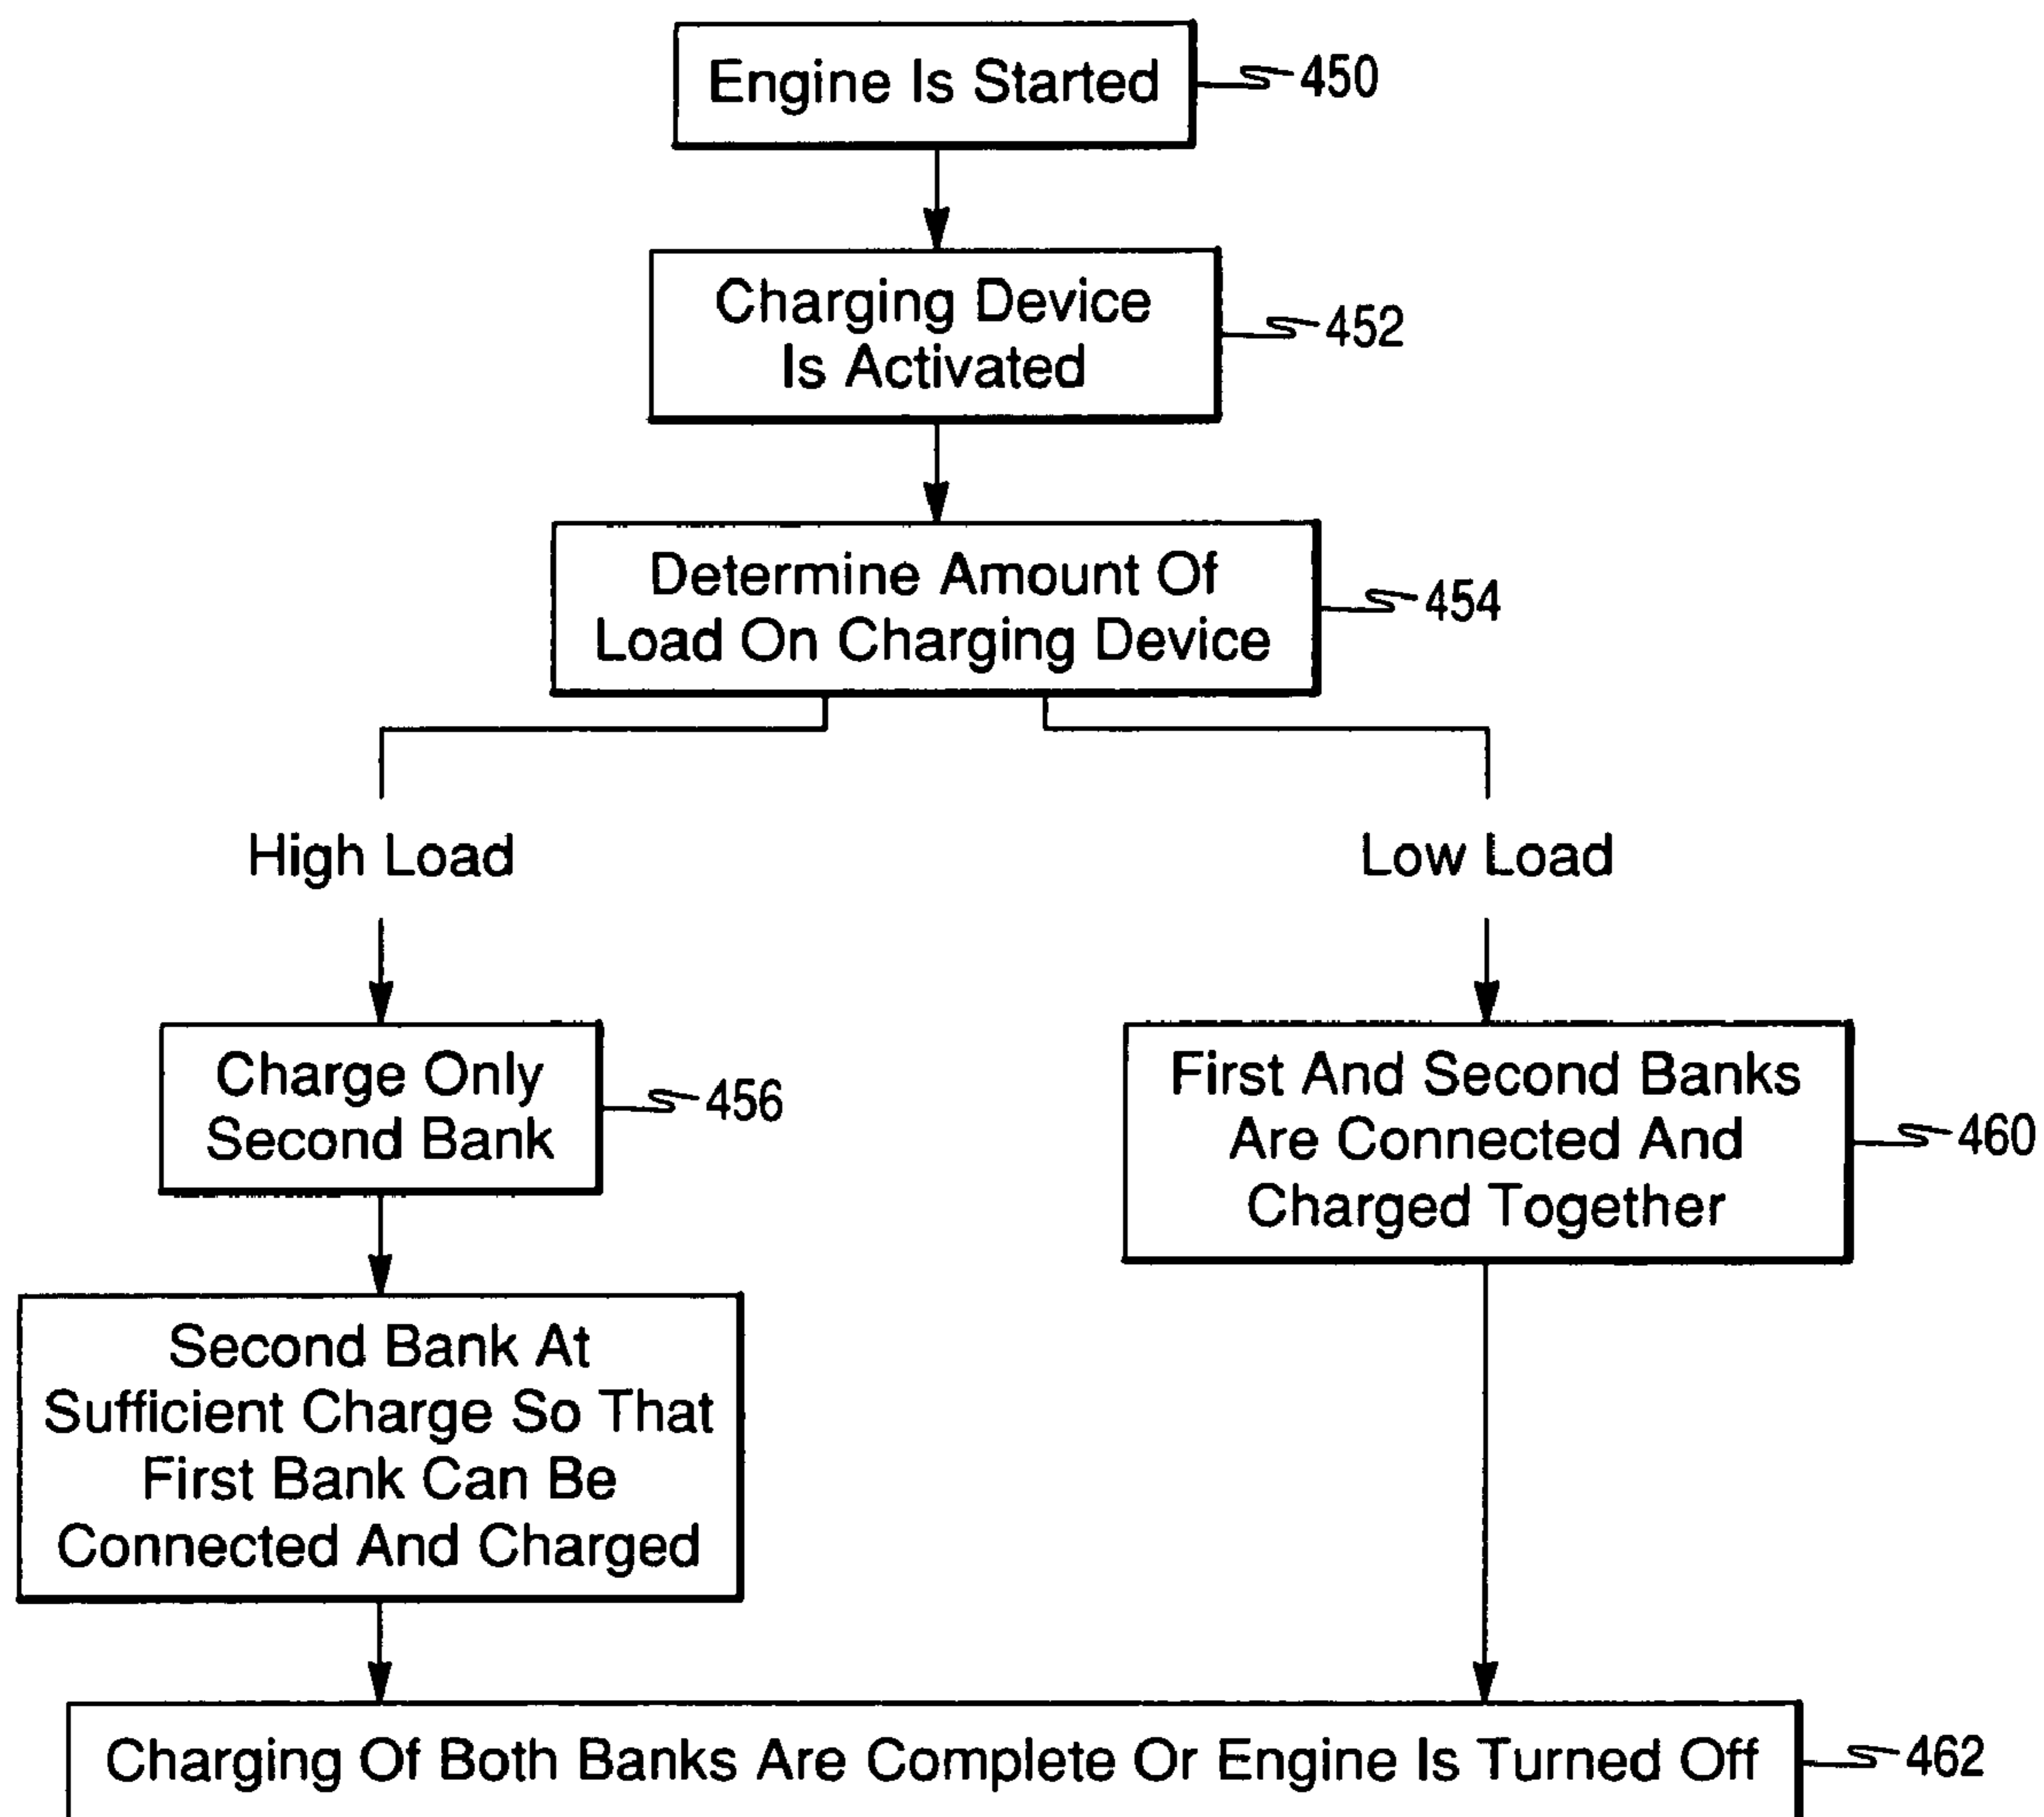 Engine Is Started
450
Charging Device
Is Activated
452
Determine Amount Of
Load On Charging Device
454
High Load
Low Load
Charge Only
Second Bank
456
First And Second Banks
Are Connected And
Charged Together
460
Second Bank At
Sufficient Charge So That
First Bank Can Be
Connected And Charged
Charging Of Both Banks Are Complete Or Engine Is Turned Off
462